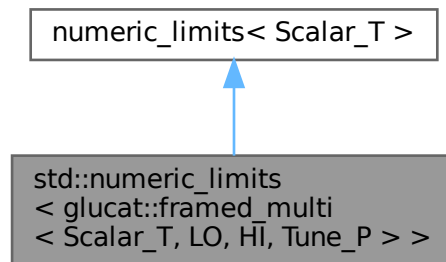 numeric_limits< Scalar_T >
std::numeric_limits
< glucat::framed_multi
< Scalar_T, LO, HI, Tune_P > >